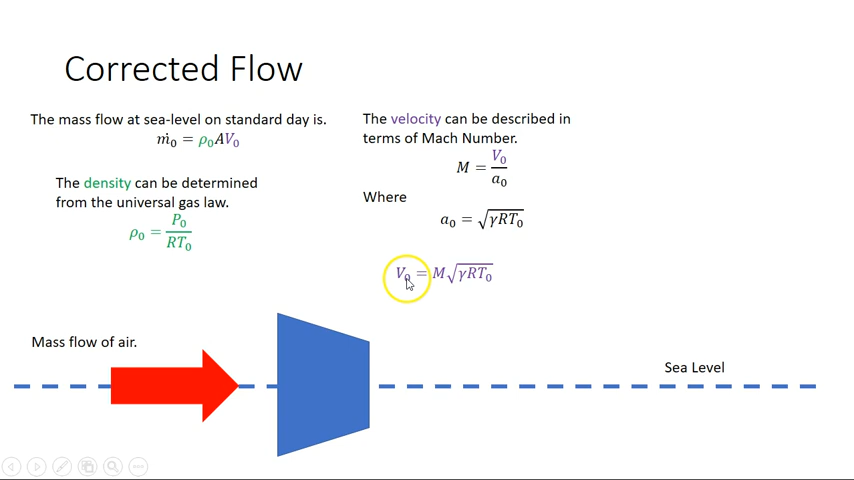 Corrected Flow
The mass flow at sea-level on standard day is.
ṁ₀ = ρ₀AV₀
The density can be determined
from the universal gas law.
ρ₀ = P₀/RT₀
The velocity can be described in
terms of Mach Number.
M = V₀/a₀
Where
a₀ = √γRT₀
V₀ = M√γRT₀
Mass flow of air.
Sea Level